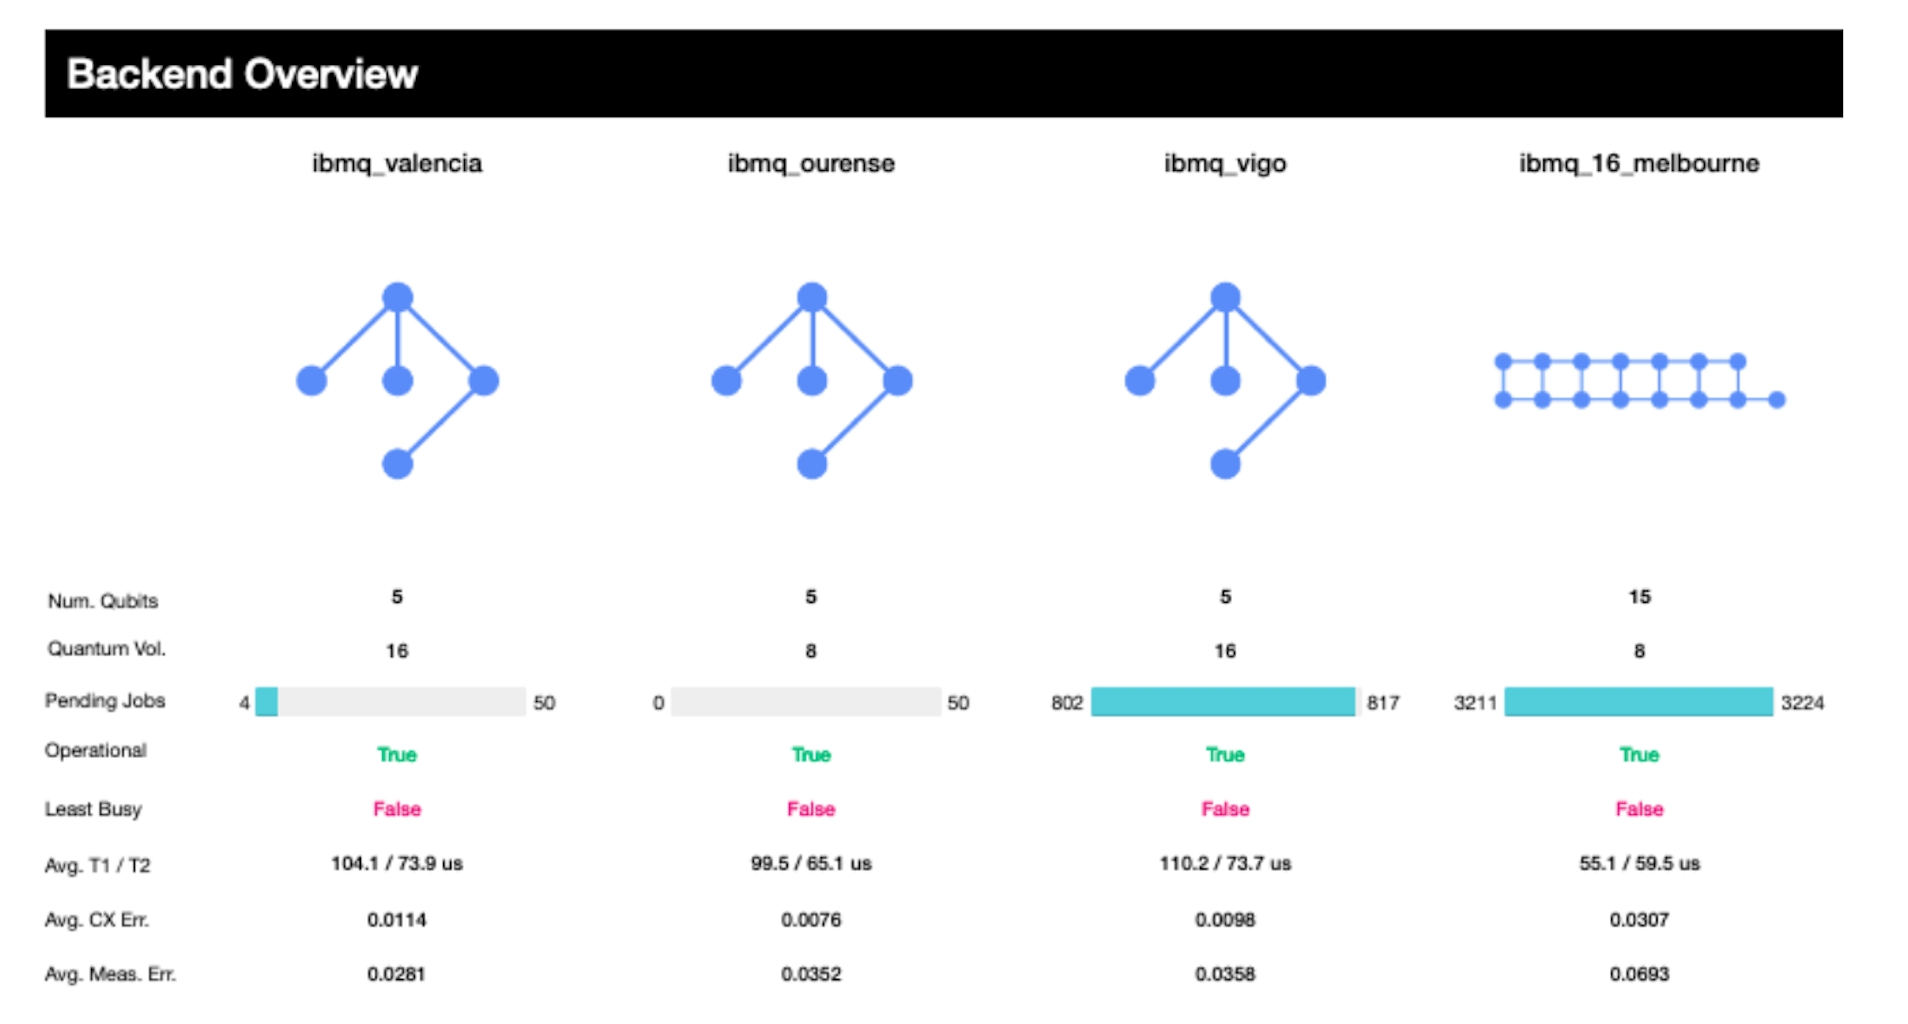 Backend Overview
ibmq_valencia ibmq_ourense ibmq_vigo ibmq_16_melbourne
Num. Qubits 5 5 5 15
Quantum Vol. 16 8 16 8
Pending Jobs 4 50 0 50 802 817 3211 3224
Operational True True True True
Least Busy False False False False
Avg. T1 / T2 104.1 / 73.9 us 99.5 / 65.1 us 110.2 / 73.7 us 55.1 / 59.5 us
Avg. CX Err. 0.0114 0.0076 0.0098 0.0307
Avg. Meas. Err. 0.0281 0.0352 0.0358 0.0693